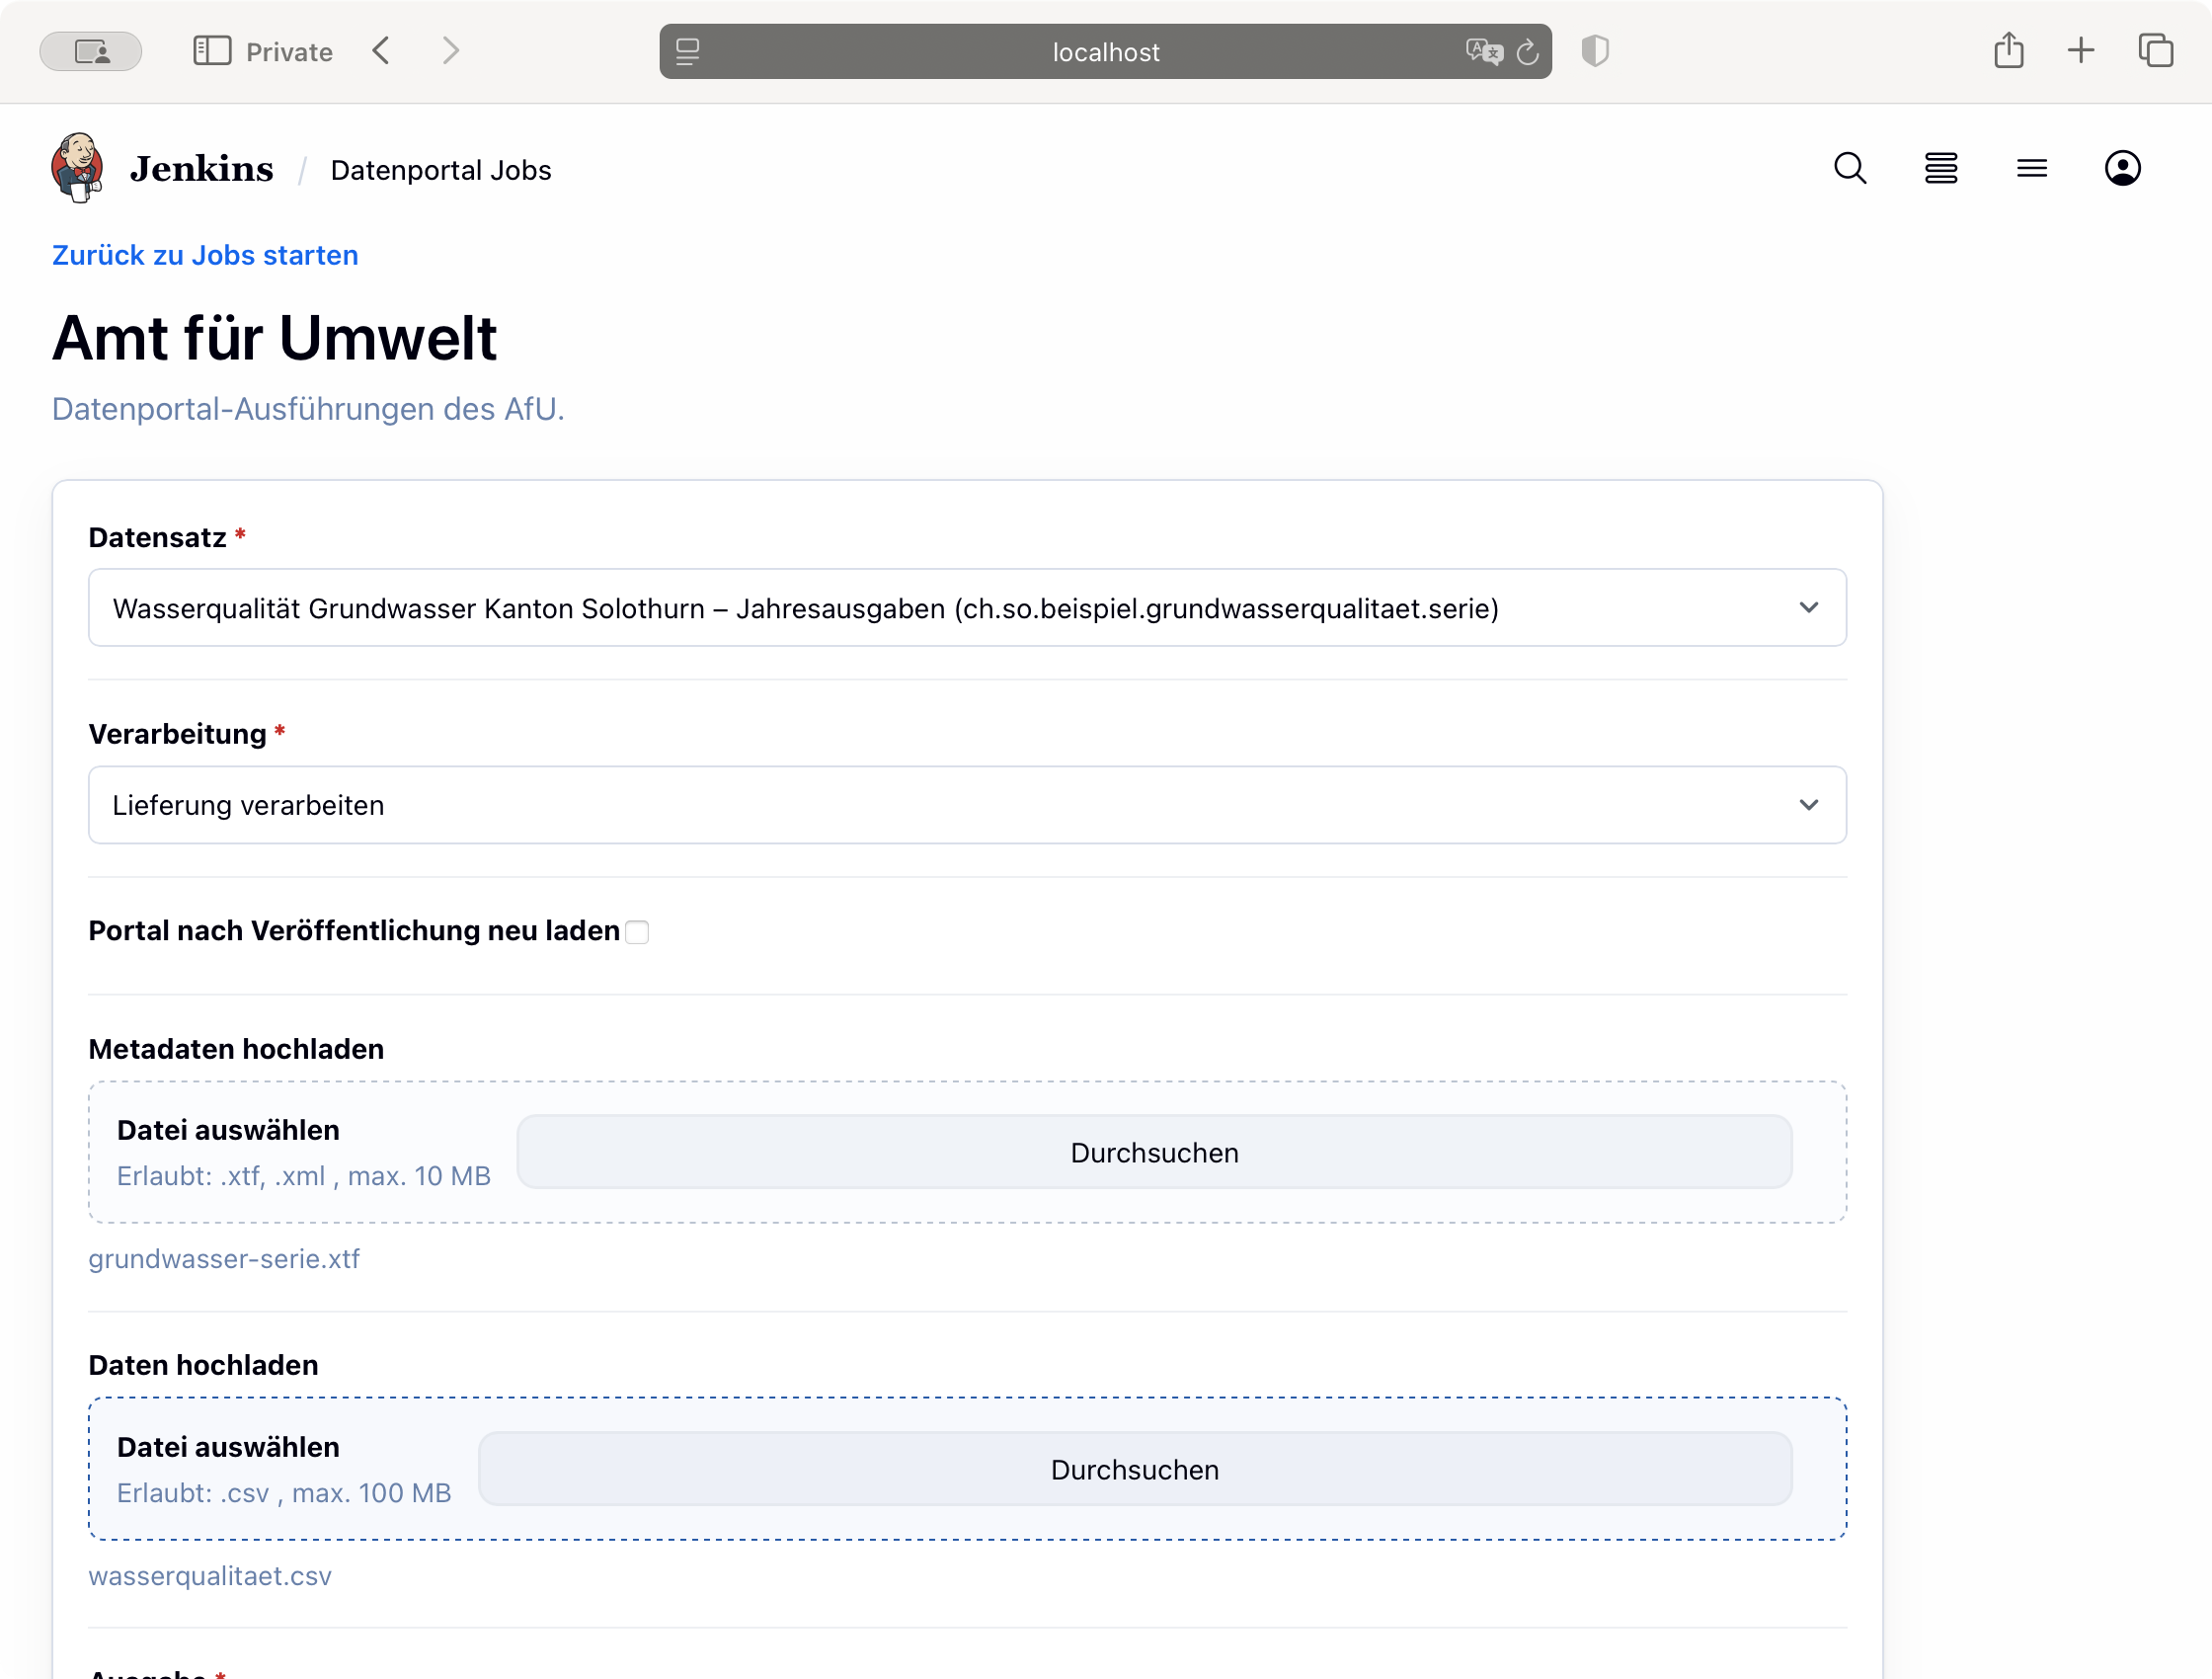 Private
localhost
Jenkins / Datenportal Jobs
Zurück zu Jobs starten
Amt für Umwelt
Datenportal-Ausführungen des AfU.
Datensatz *
Wasserqualität Grundwasser Kanton Solothurn – Jahresausgaben (ch.so.beispiel.grundwasserqualitaet.serie)
Verarbeitung *
Lieferung verarbeiten
Portal nach Veröffentlichung neu laden
Metadaten hochladen
Datei auswählen
Erlaubt: .xtf, .xml , max. 10 MB
Durchsuchen
grundwasser-serie.xtf
Daten hochladen
Datei auswählen
Erlaubt: .csv , max. 100 MB
Durchsuchen
wasserqualitaet.csv
Ausgabe *